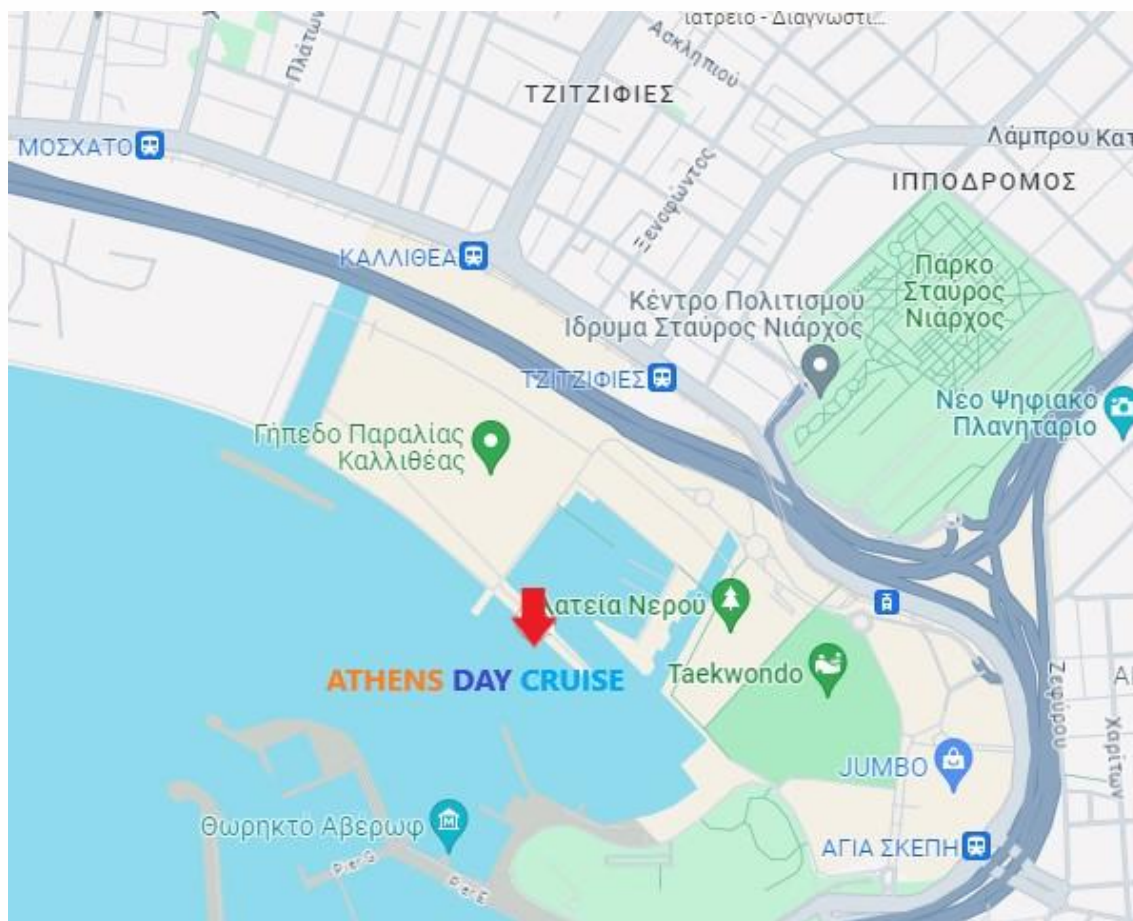 ιατρείο - Διαγνωστι...
Πλάτων
Ασκληπιού
ΤΖΙΤΖΙΦΙΕΣ
ΜΟΣΧΑΤΟ
Λάμπρου Κατ
ΙΠΠΟΔΡΟΜΟΣ
Ξενοφώντος
ΚΑΛΛΙΘΕΑ
Πάρκο
Σταύρος
Νιάρχος
Κέντρο Πολιτισμού
Ίδρυμα Σταύρος Νιάρχος
ΤΖΙΤΖΙΦΙΕΣ
Νέο Ψηφιακό
Πλανητάριο
Γήπεδο Παραλίας
Καλλιθέας
λατεία Νερού
ATHENS DAY CRUISE
Taekwondo
Ζεφύρου
Χαρίτων
JUMBO
Θωρηκτό Αβέρωφ
M
ΑΓΙΑ ΣΚΕΠΗ
Pier G
Pier E